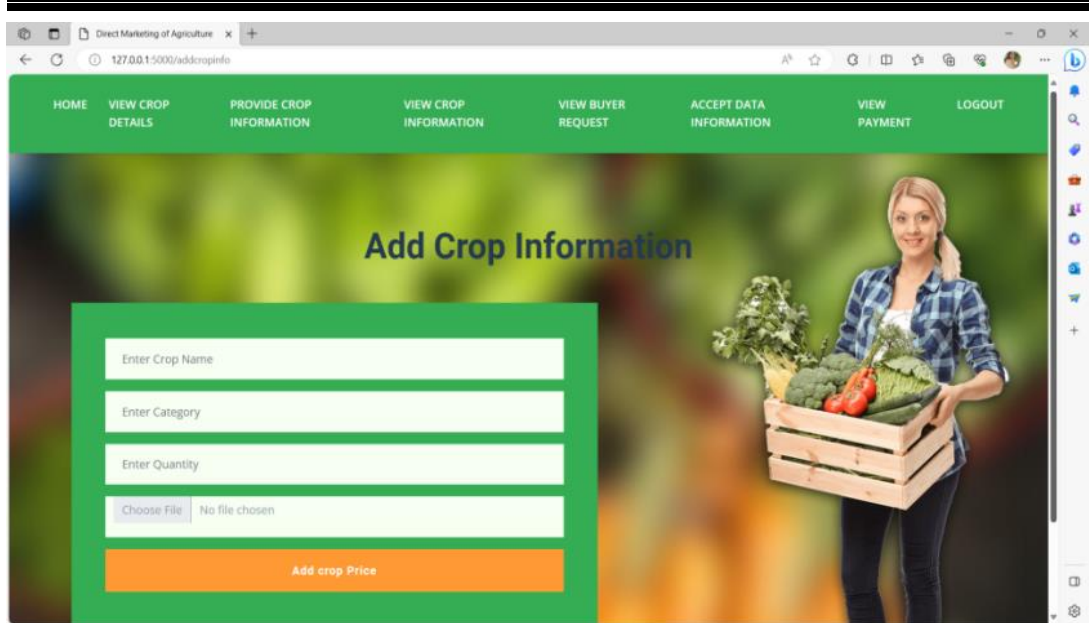 Direct Marketing of Agriculture
127.0.0.1:5000/addcropinfo
HOME
VIEW CROP
DETAILS
PROVIDE CROP
INFORMATION
VIEW CROP
INFORMATION
VIEW BUYER
REQUEST
ACCEPT DATA
INFORMATION
VIEW
PAYMENT
LOGOUT
Add Crop Information
Enter Crop Name
Enter Category
Enter Quantity
Choose File No file chosen
Add crop Price